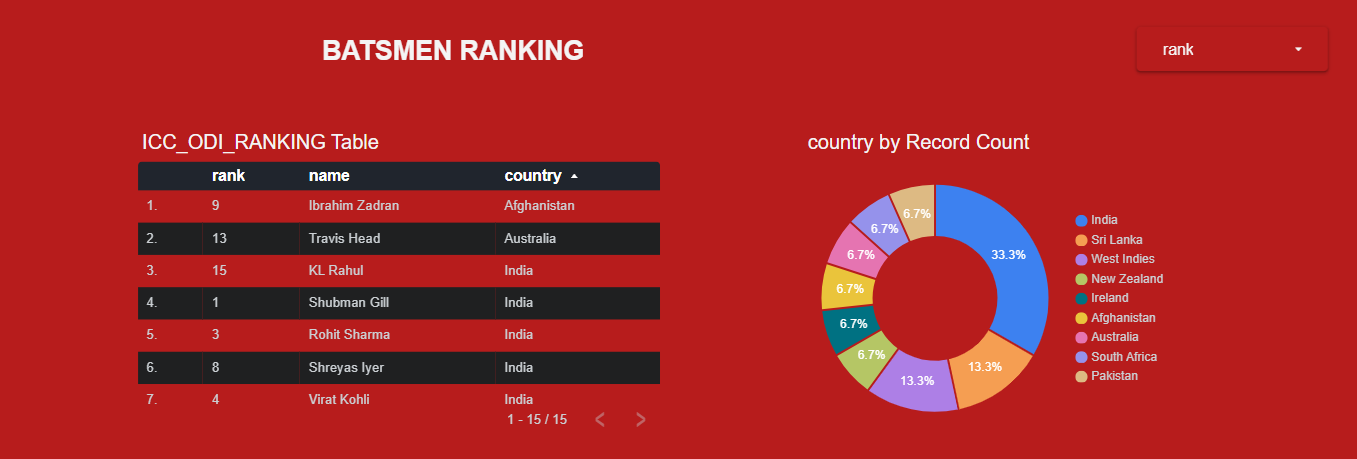 BATSMEN RANKING
rank
ICC_ODI_RANKING Table
rank name country
1. 9 Ibrahim Zadran Afghanistan
2. 13 Travis Head Australia
3. 15 KL Rahul India
4. 1 Shubman Gill India
5. 3 Rohit Sharma India
6. 8 Shreyas Iyer India
7. 4 Virat Kohli India
1 - 15 / 15
country by Record Count
6.7%
6.7%
33.3%
6.7%
6.7%
6.7%
6.7%
13.3%
13.3%
India
Sri Lanka
West Indies
New Zealand
Ireland
Afghanistan
Australia
South Africa
Pakistan